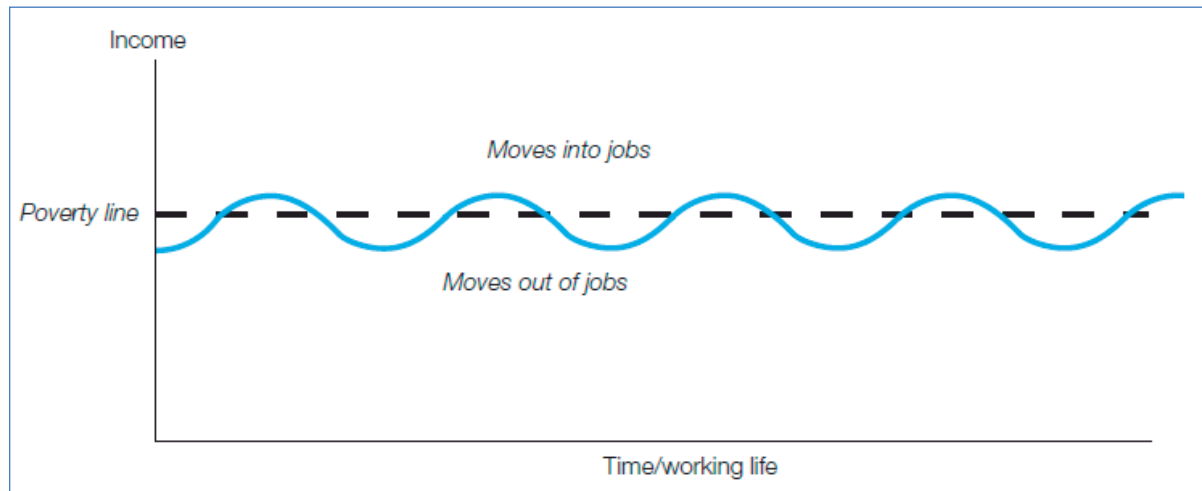 Income
Moves into jobs
Poverty line
Moves out of jobs
Time/working life